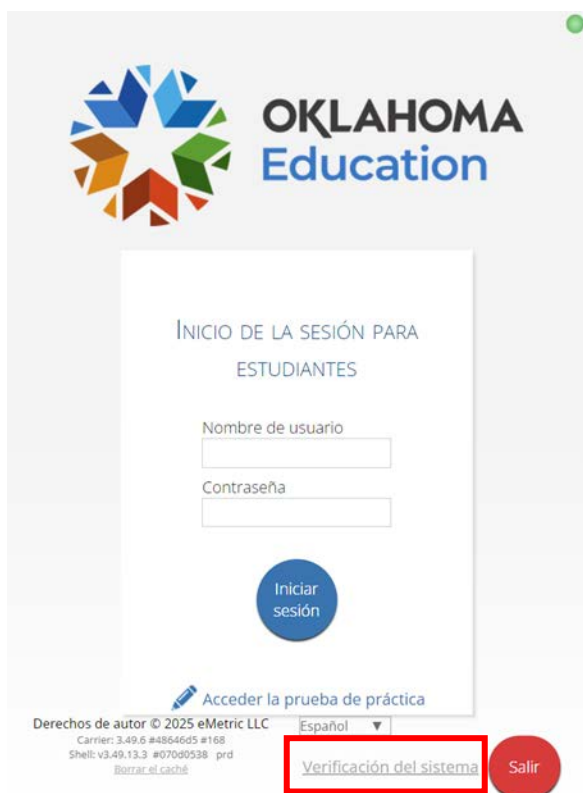 OKLAHOMA
Education
INICIO DE LA SESIÓN PARA
ESTUDIANTES
Nombre de usuario
Contraseña
Iniciar
sesión
Acceder la prueba de práctica
Derechos de autor © 2025 eMetric LLC
Español ▼
Carrier: 3.49.6 #48646d5 #168
Shell: v3.49.13.3 #070d0538 prd
Borrar el caché
Verificación del sistema
Salir